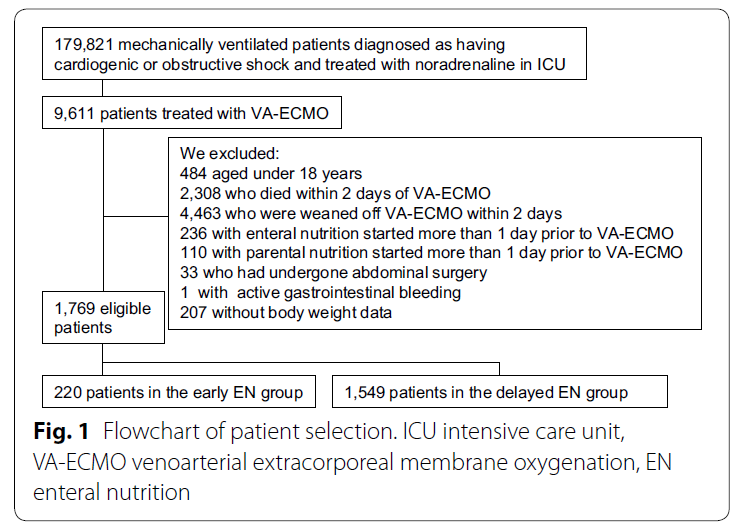 179,821 mechanically ventilated patients diagnosed as having
cardiogenic or obstructive shock and treated with noradrenaline in ICU
9,611 patients treated with VA-ECMO
We excluded:
484 aged under 18 years
2,308 who died within 2 days of VA-ECMO
4,463 who were weaned off VA-ECMO within 2 days
236 with enteral nutrition started more than 1 day prior to VA-ECMO
110 with parental nutrition started more than 1 day prior to VA-ECMO
33 who had undergone abdominal surgery
1 with active gastrointestinal bleeding
207 without body weight data
1,769 eligible
patients
220 patients in the early EN group
1,549 patients in the delayed EN group
Fig. 1 Flowchart of patient selection. ICU intensive care unit,
VA-ECMO venoarterial extracorporeal membrane oxygenation, EN
enteral nutrition